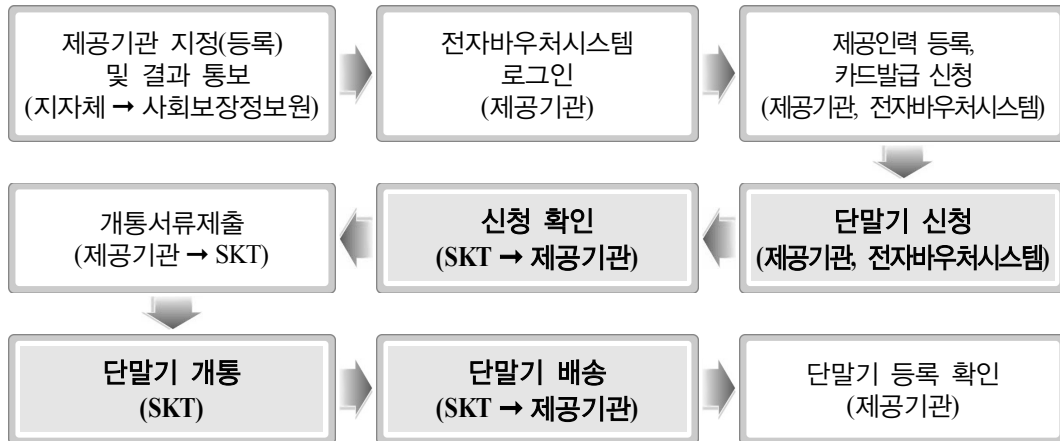 제공기관 지정(등록)
및 결과 통보
(지자체 → 사회보장정보원)
전자바우처시스템
로그인
(제공기관)
제공인력 등록,
카드발급 신청
(제공기관, 전자바우처시스템)
단말기 신청
(제공기관, 전자바우처시스템)
신청 확인
(SKT → 제공기관)
개통서류제출
(제공기관 → SKT)
단말기 개통
(SKT)
단말기 배송
(SKT → 제공기관)
단말기 등록 확인
(제공기관)